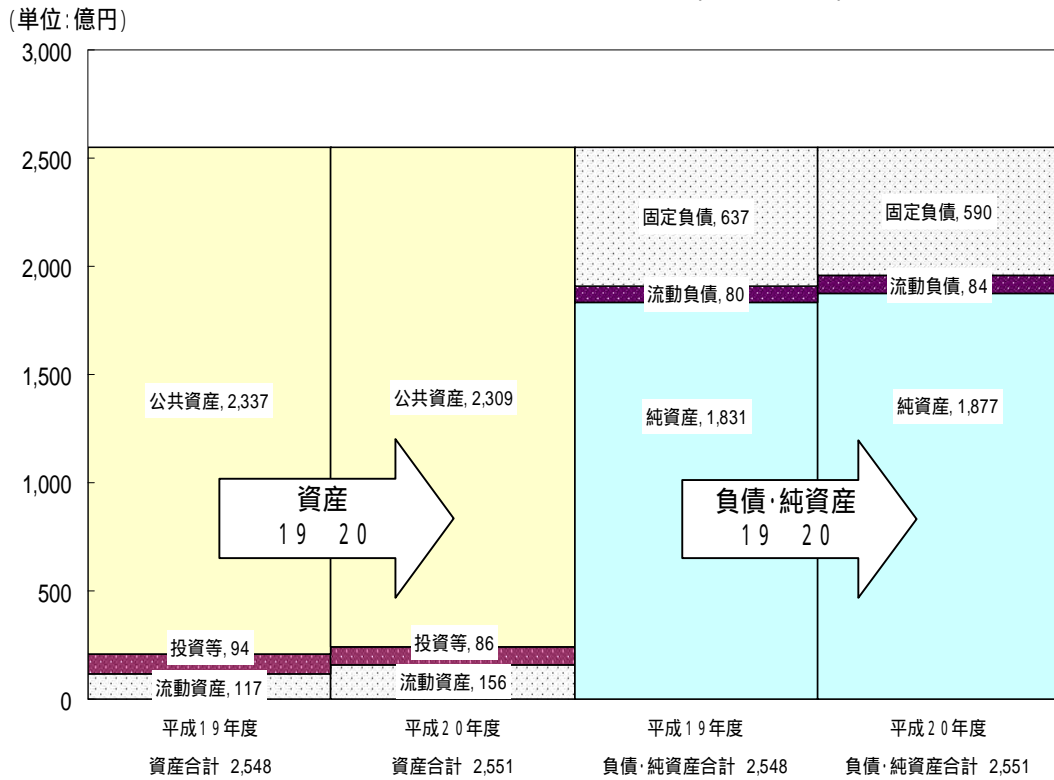 (単位:億円)
3,000
2,500
2,000
1,500
1,000
500
0
固定負債, 637
固定負債, 590
流動負債, 80
流動負債, 84
公共資産, 2,337
公共資産, 2,309
純資産, 1,831
純資産, 1,877
資産
19 20
負債・純資産
19 20
投資等, 94
投資等, 86
流動資産, 117
流動資産, 156
平成19年度
平成20年度
平成19年度
平成20年度
資産合計 2,548
資産合計 2,551
負債・純資産合計 2,548
負債・純資産合計 2,551